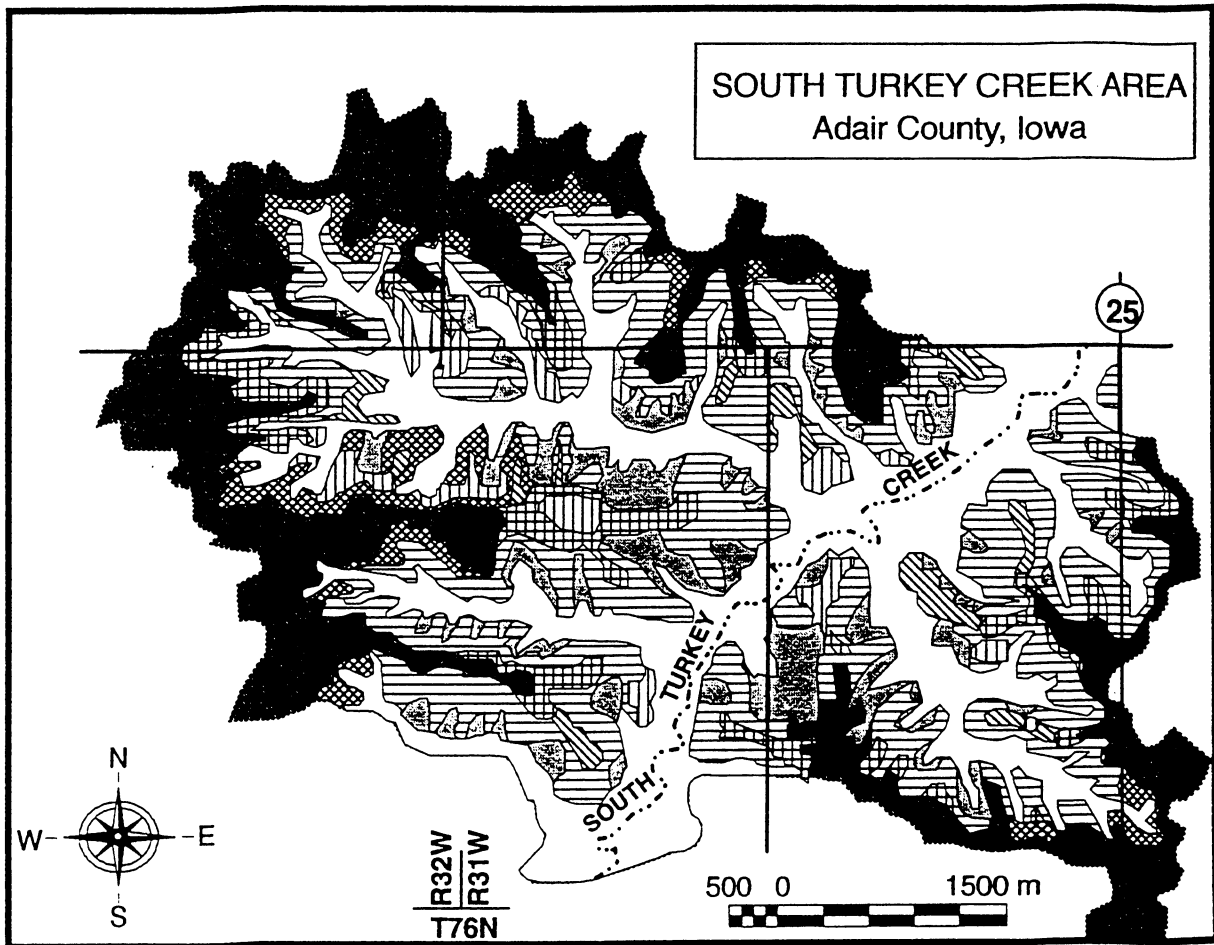 SOUTH TURKEY CREEK AREA
Adair County, Iowa
25
CREEK
TURKEY
SOUTH
N
W
E
S
R32W
R31W
T76N
500 0 1500 m